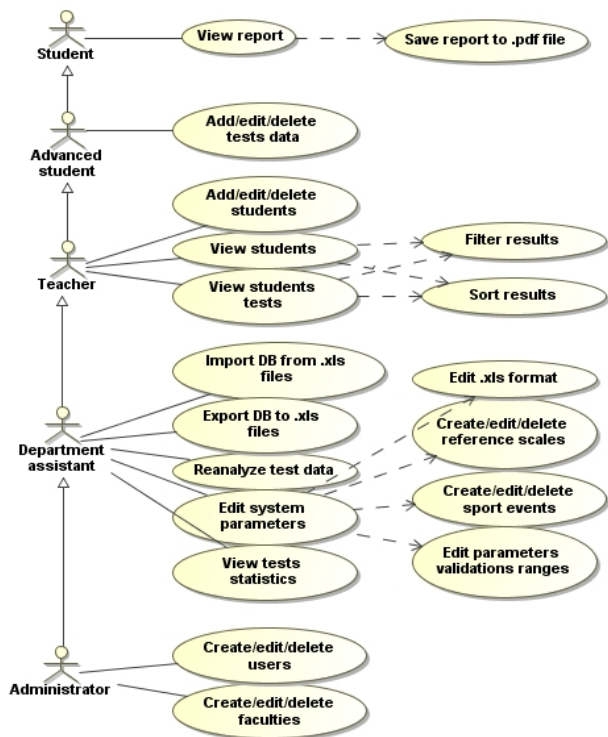 View report
Save report to .pdf file
Student
Add/edit/delete
tests data
Advanced
student
Add/edit/delete
students
View students
Filter results
Teacher
View students
tests
Sort results
Import DB from .xls
files
Edit .xls format
Export DB to .xls
files
Create/edit/delete
reference scales
Department
assistant
Reanalyze test data
Edit system
parameters
Create/edit/delete
sport events
View tests
statistics
Edit parameters
validations ranges
Create/edit/delete
users
Administrator
Create/edit/delete
faculties